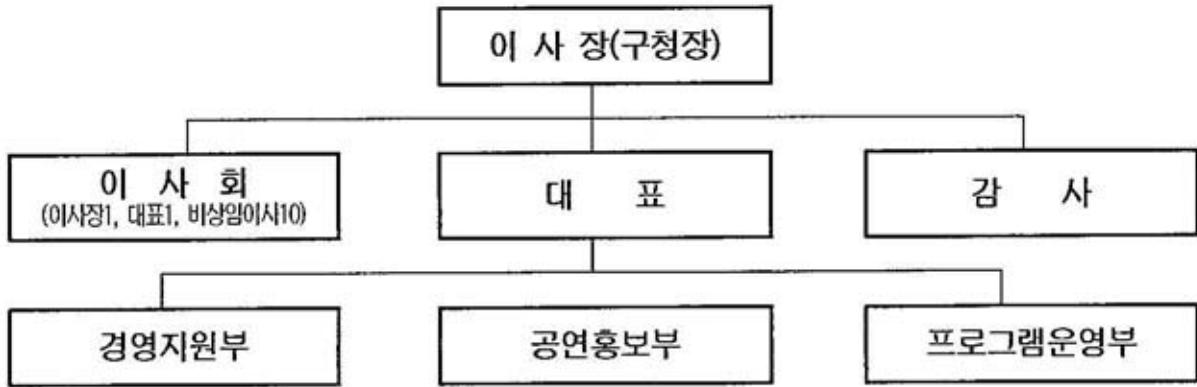 이 사 장(구청장)
이 사 회
(이사장1, 대표1, 비상임이사10)
대 표
감 사
경영지원부
공연홍보부
프로그램운영부